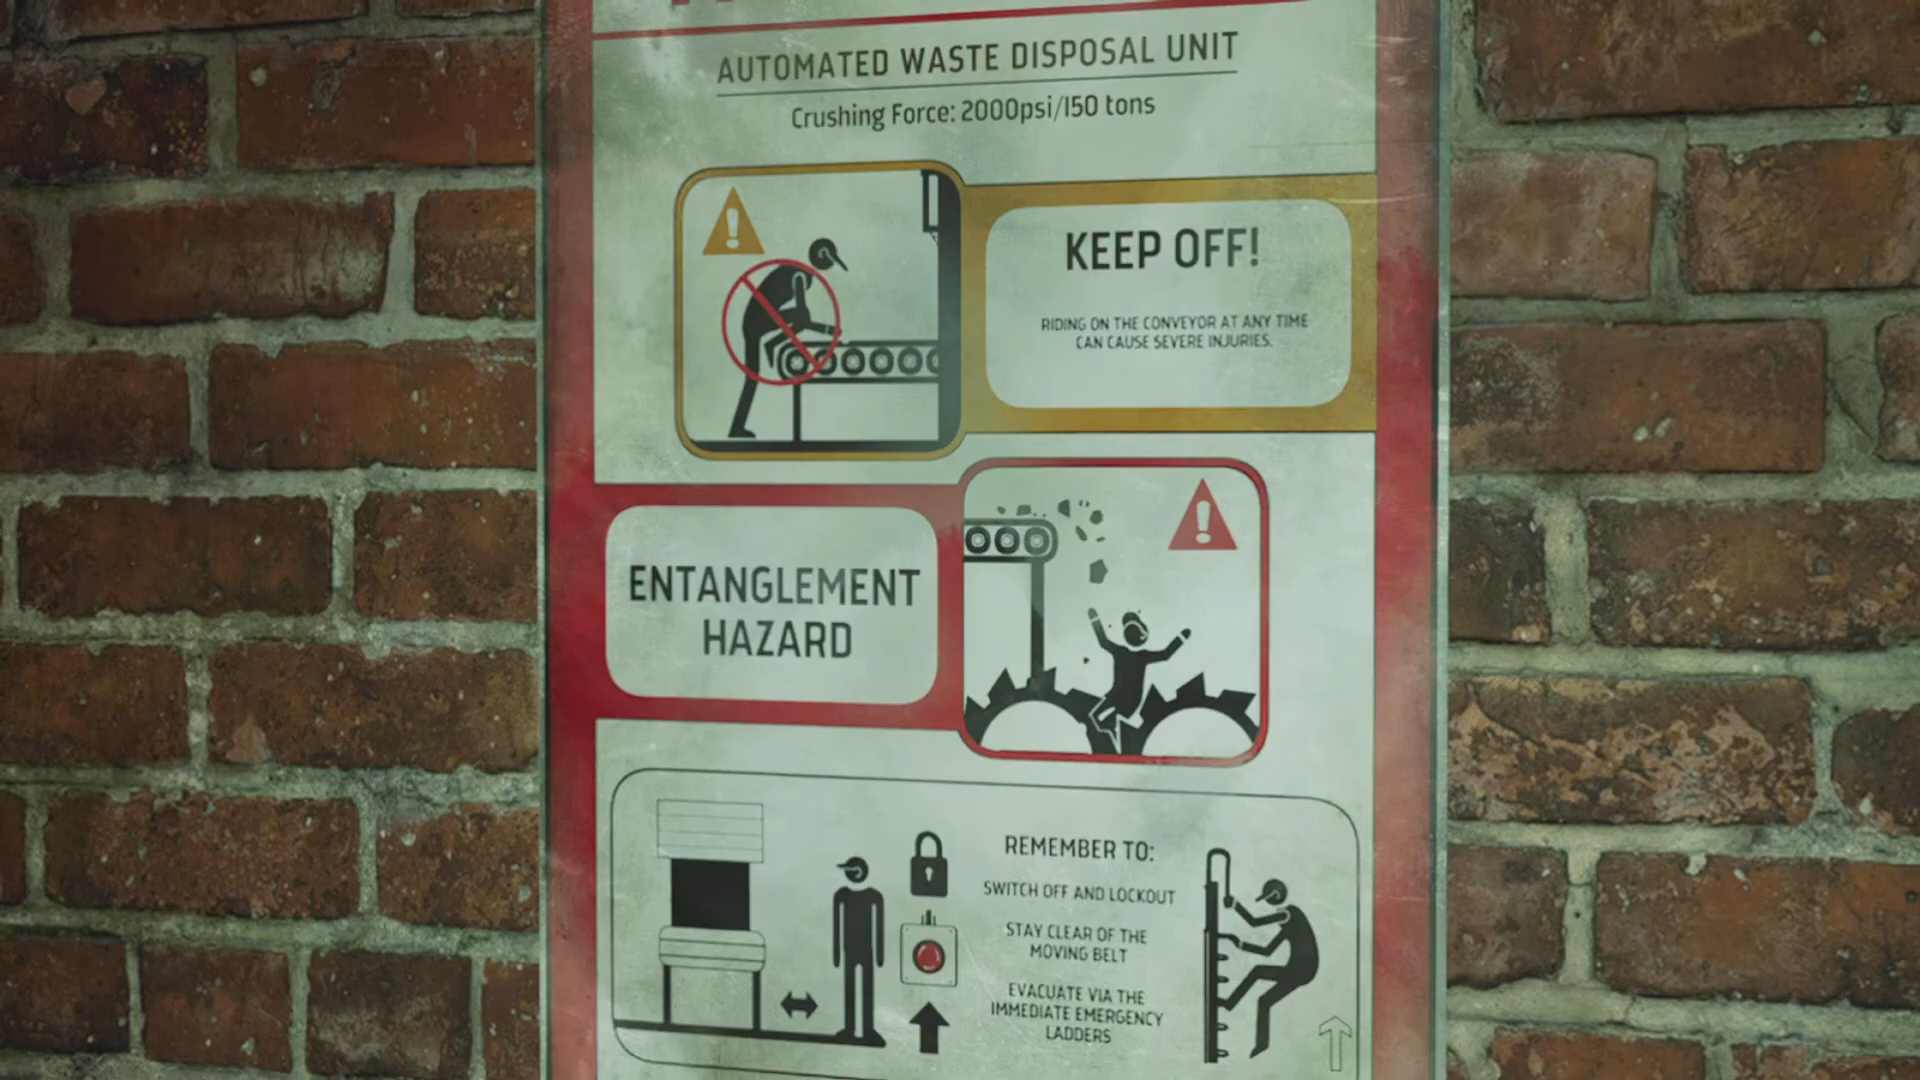 AUTOMATED WASTE DISPOSAL UNIT
Crushing Force: 2000psi/150 tons
KEEP OFF!
RIDING ON THE CONVEYOR AT ANY TIME
CAN CAUSE SEVERE INJURIES.
ENTANGLEMENT
HAZARD
REMEMBER TO:
SWITCH OFF AND LOCKOUT
STAY CLEAR OF THE
MOVING BELT
EVACUATE VIA THE
IMMEDIATE EMERGENCY
LADDERS